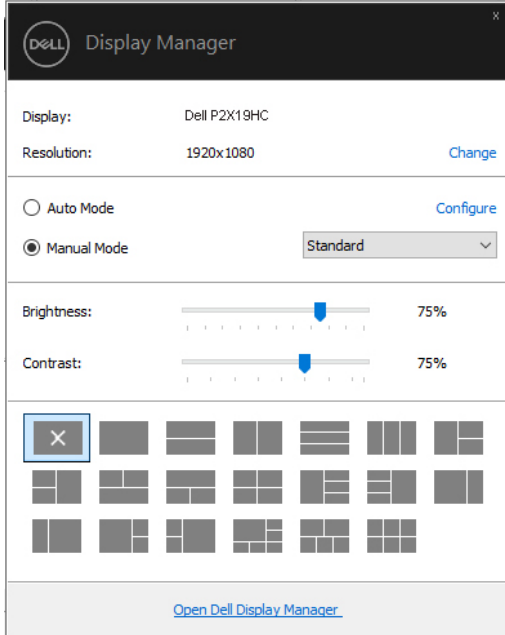 x
DELL Display Manager
Display: Dell P2X19HC
Resolution: 1920x1080 Change
Auto Mode Configure
Manual Mode Standard
Brightness: 75%
Contrast: 75%
Open Dell Display Manager